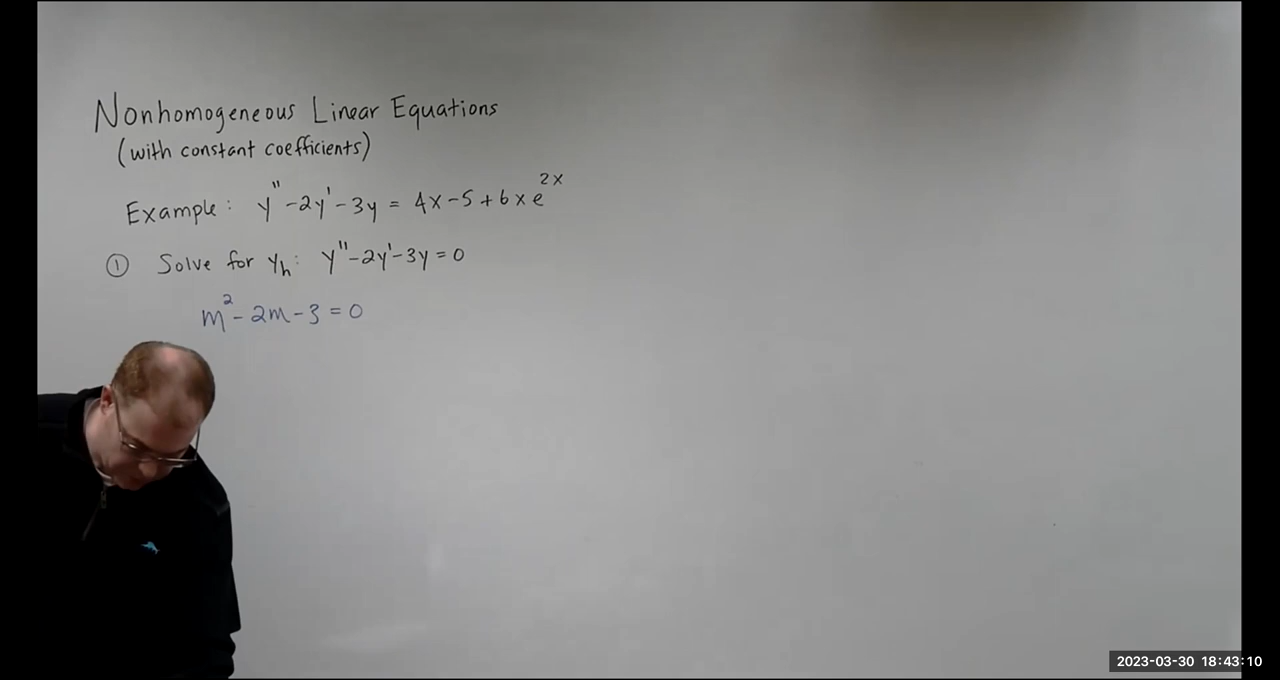 Nonhomogeneous Linear Equations
(with constant coefficients)
Example: y'' - 2y' - 3y = 4x - 5 + 6xe^{2x}
① Solve for y_h: y'' - 2y' - 3y = 0
m^2 - 2m - 3 = 0
2023-03-30 18:43:10